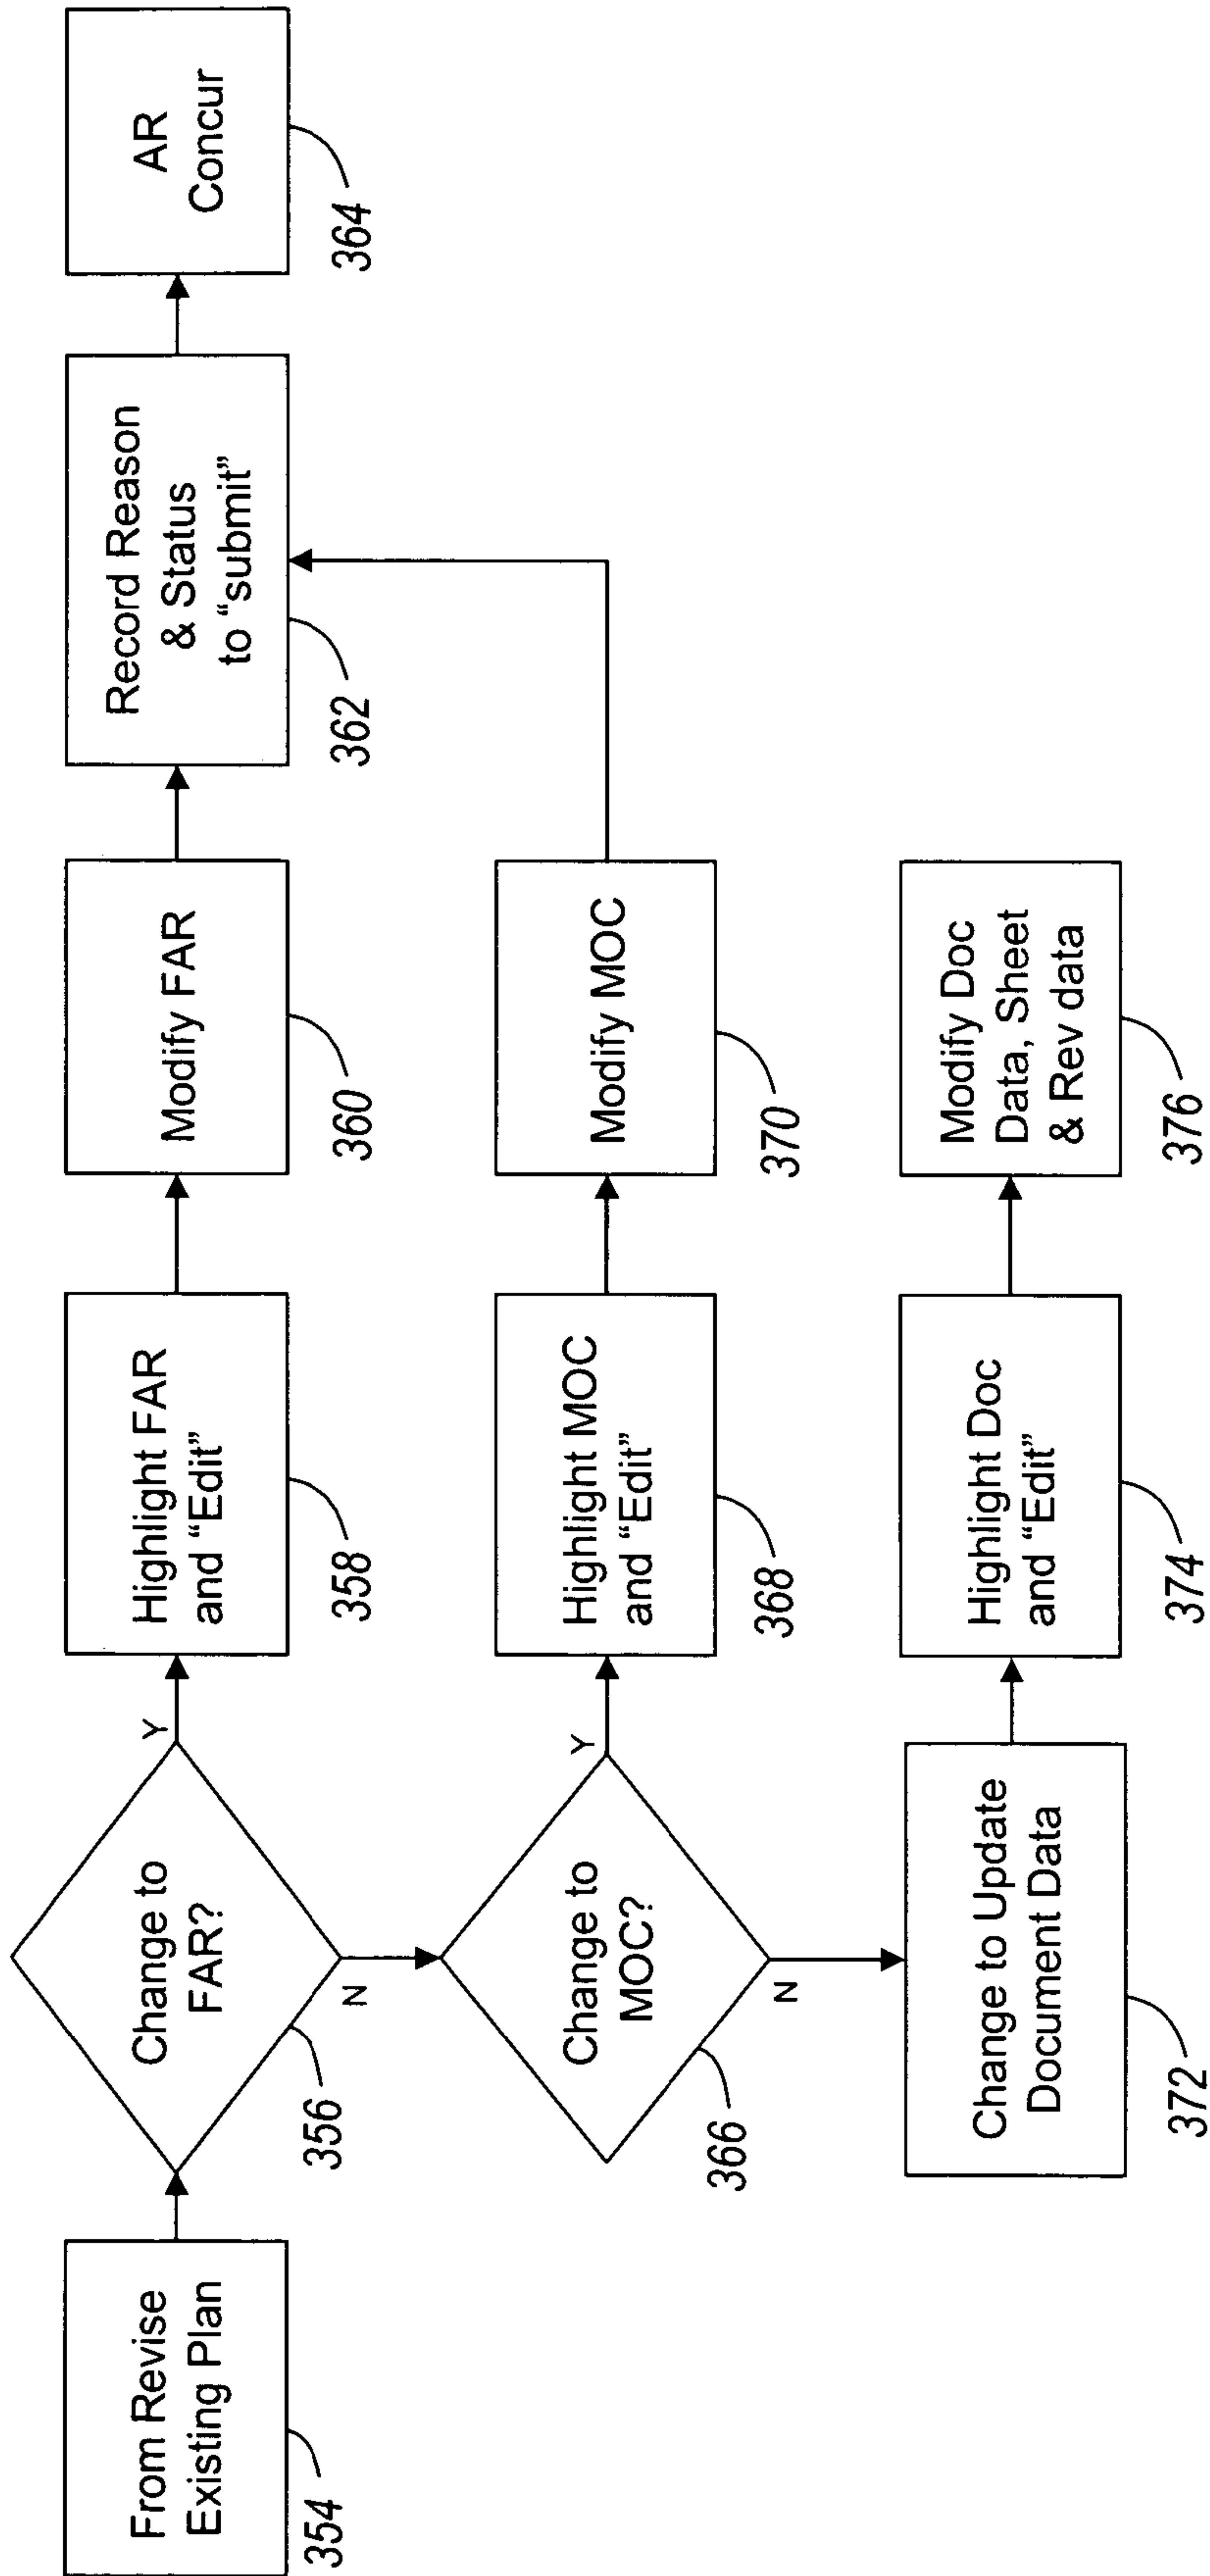 From Revise
Existing Plan
354
Change to
FAR?
356
Y
N
Highlight FAR
and “Edit”
358
Modify FAR
360
Record Reason
& Status
to “submit”
362
AR
Concur
364
Change to
MOC?
366
Y
N
Highlight MOC
and “Edit”
368
Modify MOC
370
Change to Update
Document Data
372
Highlight Doc
and “Edit”
374
Modify Doc
Data, Sheet
& Rev data
376